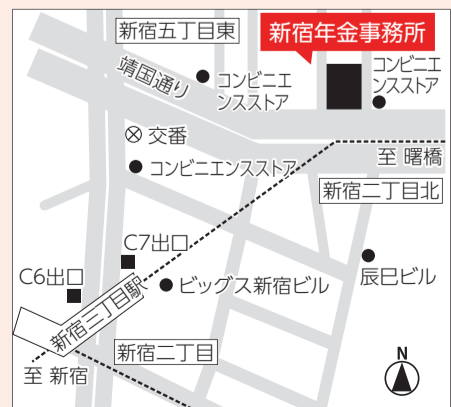 新宿五丁目東
新宿年金事務所
靖国通り
コンビニエ
ンスストア
コンビニエ
ンスストア
交番
至 曙橋
コンビニエンスストア
新宿二丁目北
C7出口
C6出口
ビッグス新宿ビル
辰巳ビル
新宿三丁目駅
新宿二丁目
至 新宿
N